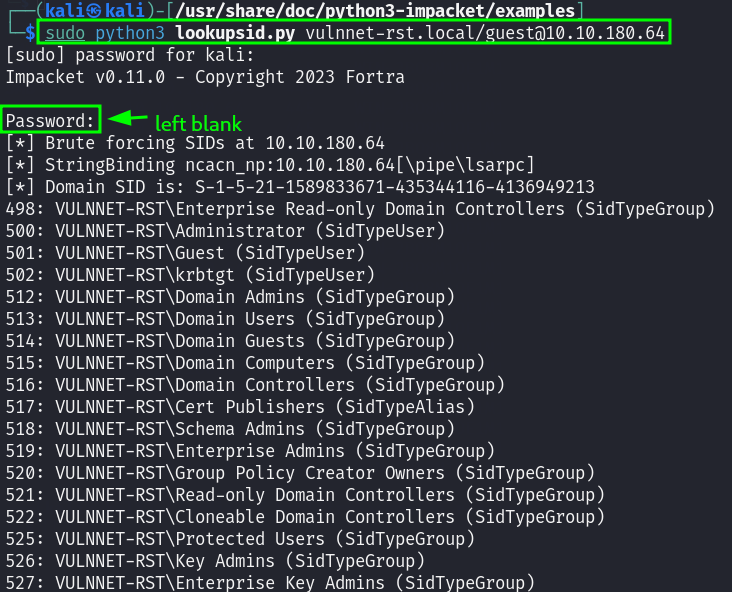 ┌──(kali㉿kali)-[/usr/share/doc/python3-impacket/examples]
└─$ sudo python3 lookupsid.py vulnnet-rst.local/guest@10.10.180.64
[sudo] password for kali:
Impacket v0.11.0 - Copyright 2023 Fortra
Password:
left blank
[*] Brute forcing SIDs at 10.10.180.64
[*] StringBinding ncacn_np:10.10.180.64[\pipe\lsarpc]
[*] Domain SID is: S-1-5-21-1589833671-435344116-4136949213
498: VULNNET-RST\Enterprise Read-only Domain Controllers (SidTypeGroup)
500: VULNNET-RST\Administrator (SidTypeUser)
501: VULNNET-RST\Guest (SidTypeUser)
502: VULNNET-RST\krbtgt (SidTypeUser)
512: VULNNET-RST\Domain Admins (SidTypeGroup)
513: VULNNET-RST\Domain Users (SidTypeGroup)
514: VULNNET-RST\Domain Guests (SidTypeGroup)
515: VULNNET-RST\Domain Computers (SidTypeGroup)
516: VULNNET-RST\Domain Controllers (SidTypeGroup)
517: VULNNET-RST\Cert Publishers (SidTypeAlias)
518: VULNNET-RST\Schema Admins (SidTypeGroup)
519: VULNNET-RST\Enterprise Admins (SidTypeGroup)
520: VULNNET-RST\Group Policy Creator Owners (SidTypeGroup)
521: VULNNET-RST\Read-only Domain Controllers (SidTypeGroup)
522: VULNNET-RST\Cloneable Domain Controllers (SidTypeGroup)
525: VULNNET-RST\Protected Users (SidTypeGroup)
526: VULNNET-RST\Key Admins (SidTypeGroup)
527: VULNNET-RST\Enterprise Key Admins (SidTypeGroup)